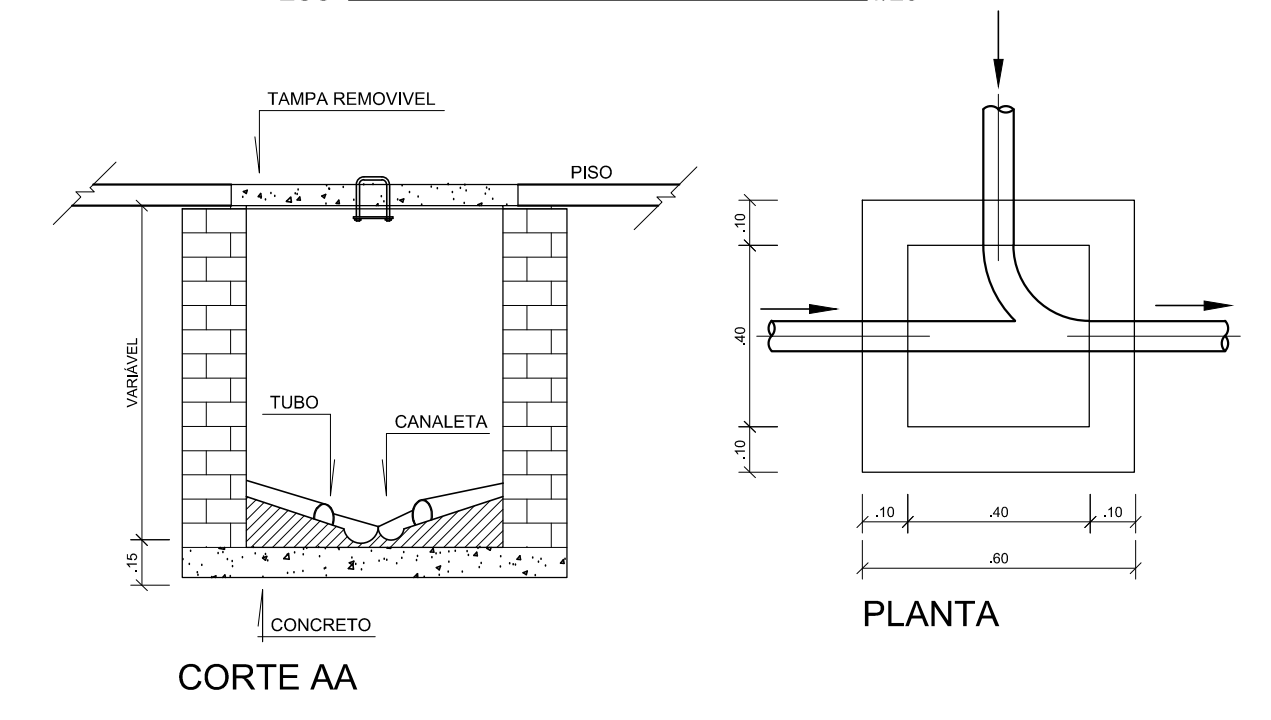 TAMPA REMOVIVEL
PISO
VARIÁVEL
TUBO
CANALETA
.15
CONCRETO
CORTE AA
.10
.40
.10
.10
.40
.10
.60
PLANTA